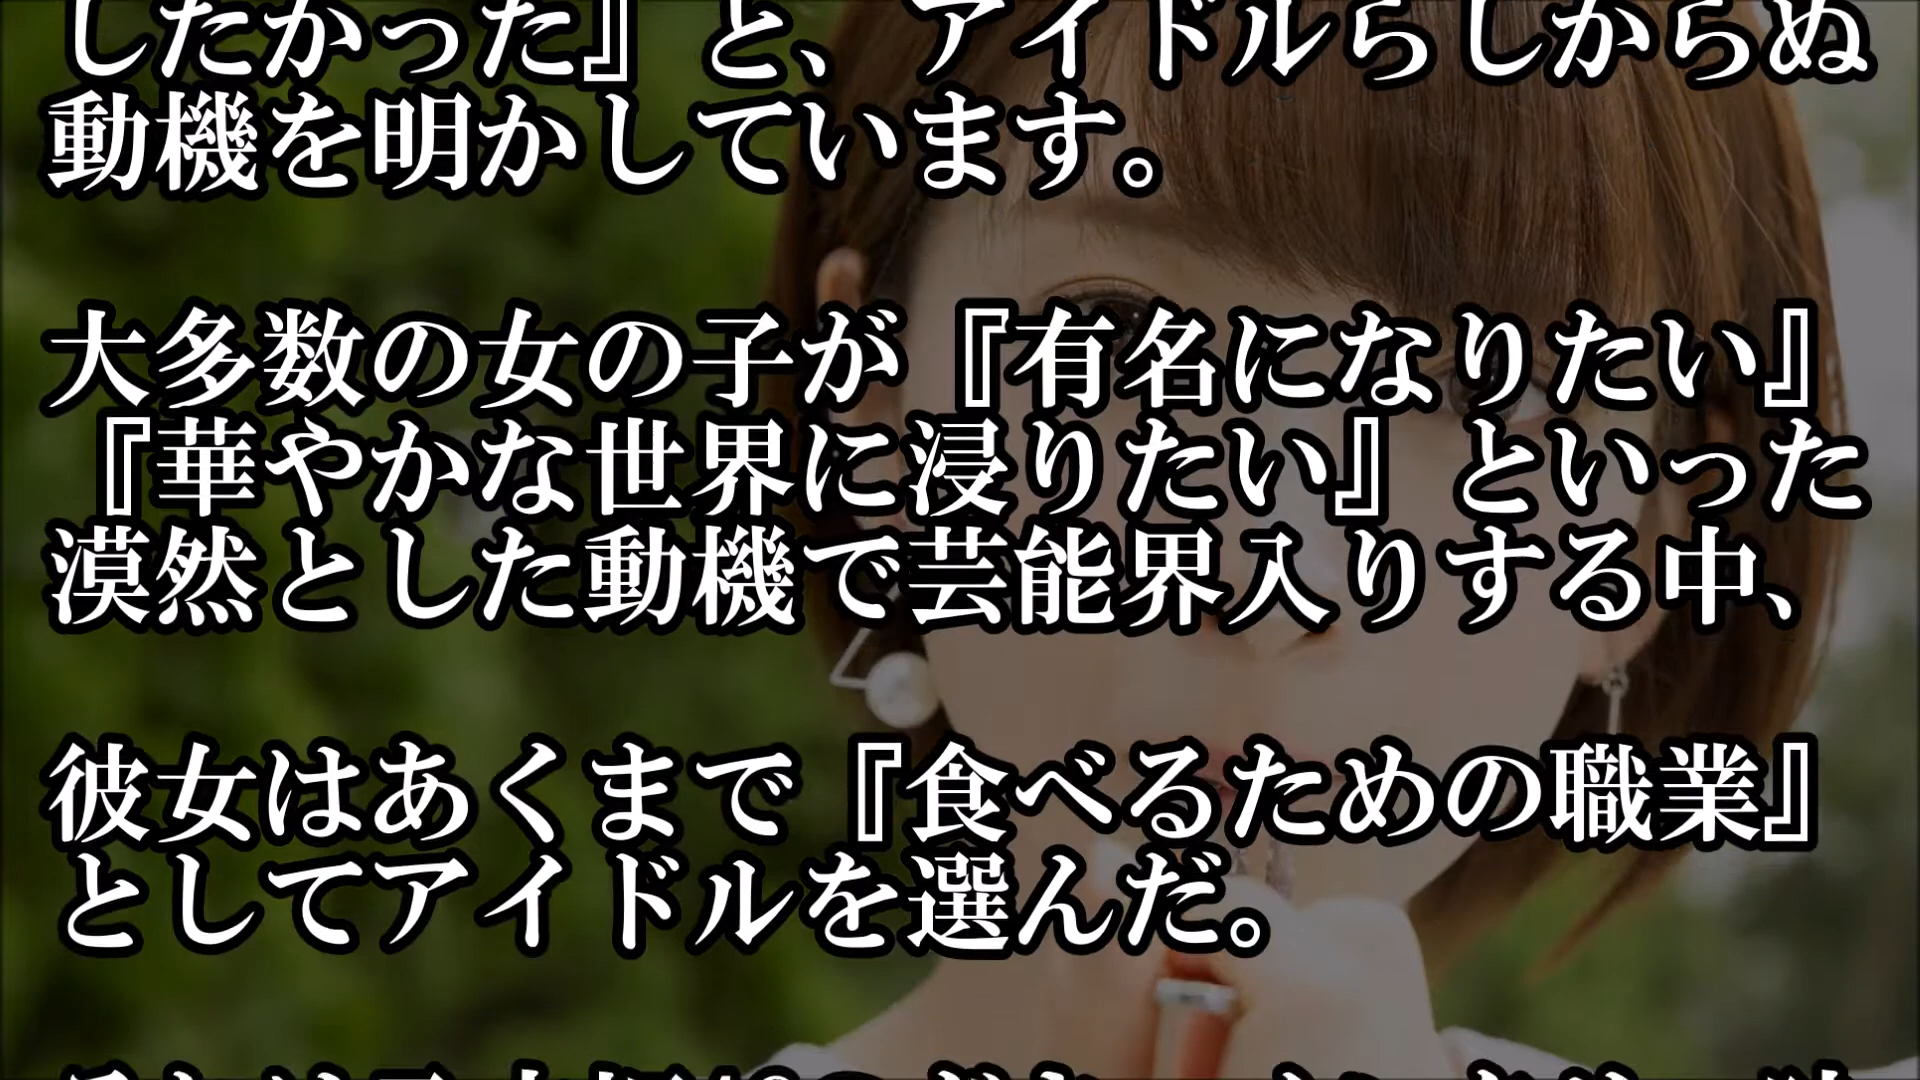 したかった』と、アイドルらしからぬ
動機を明かしています。
大多数の女の子が『有名になりたい』
『華やかな世界に浸りたい』といった
漠然とした動機で芸能界入りする中、
彼女はあくまで『食べるための職業』
としてアイドルを選んだ。